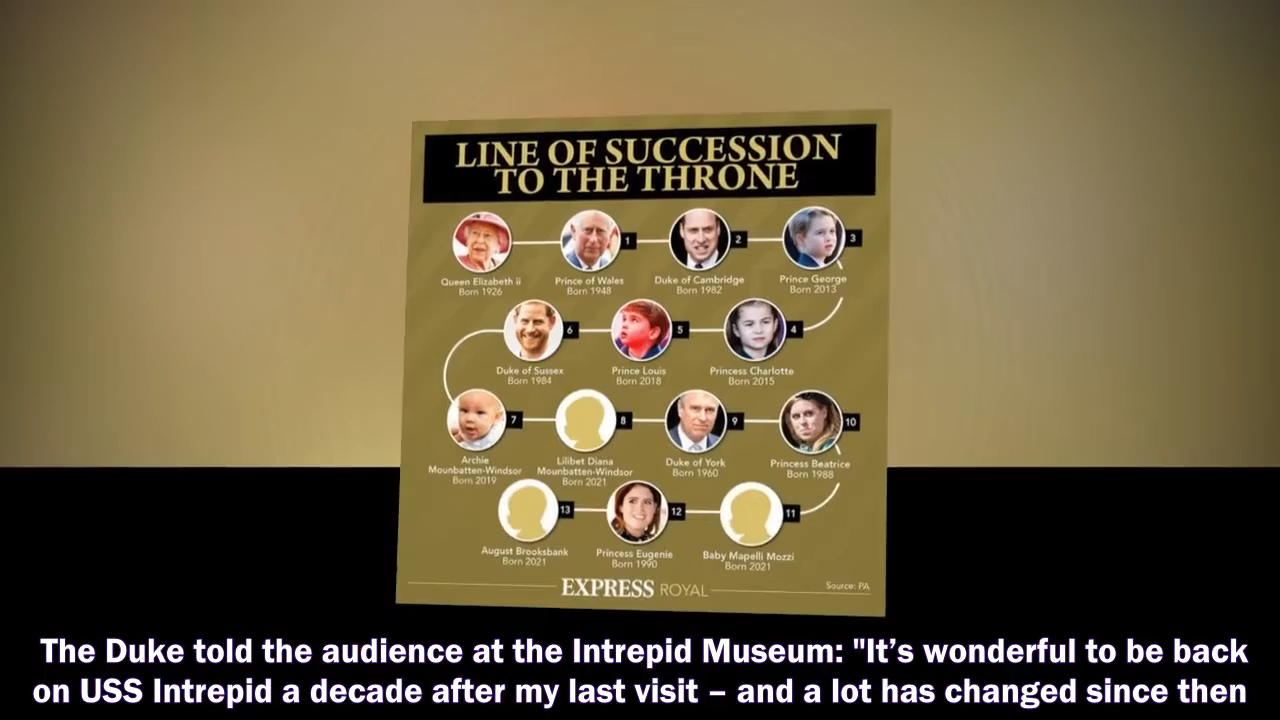 LINE OF SUCCESSION
TO THE THRONE
1
2
3
Queen Elizabeth ii
Born 1926
Prince of Wales
Born 1948
Duke of Cambridge
Born 1982
Prince George
Born 2013
6
5
4
Duke of Sussex
Born 1984
Prince Louis
Born 2018
Princess Charlotte
Born 2015
7
8
9
10
Archie
Mounbatten-Windsor
Born 2019
Lilibet Diana
Mounbatten-Windsor
Born 2021
Duke of York
Born 1960
Princess Beatrice
Born 1988
13
12
11
August Brooksbank
Born 2021
Princess Eugenie
Born 1990
Baby Mapelli Mozzi
Born 2021
EXPRESS ROYAL
Source: PA
The Duke told the audience at the Intrepid Museum: "It’s wonderful to be back
on USS Intrepid a decade after my last visit – and a lot has changed since then